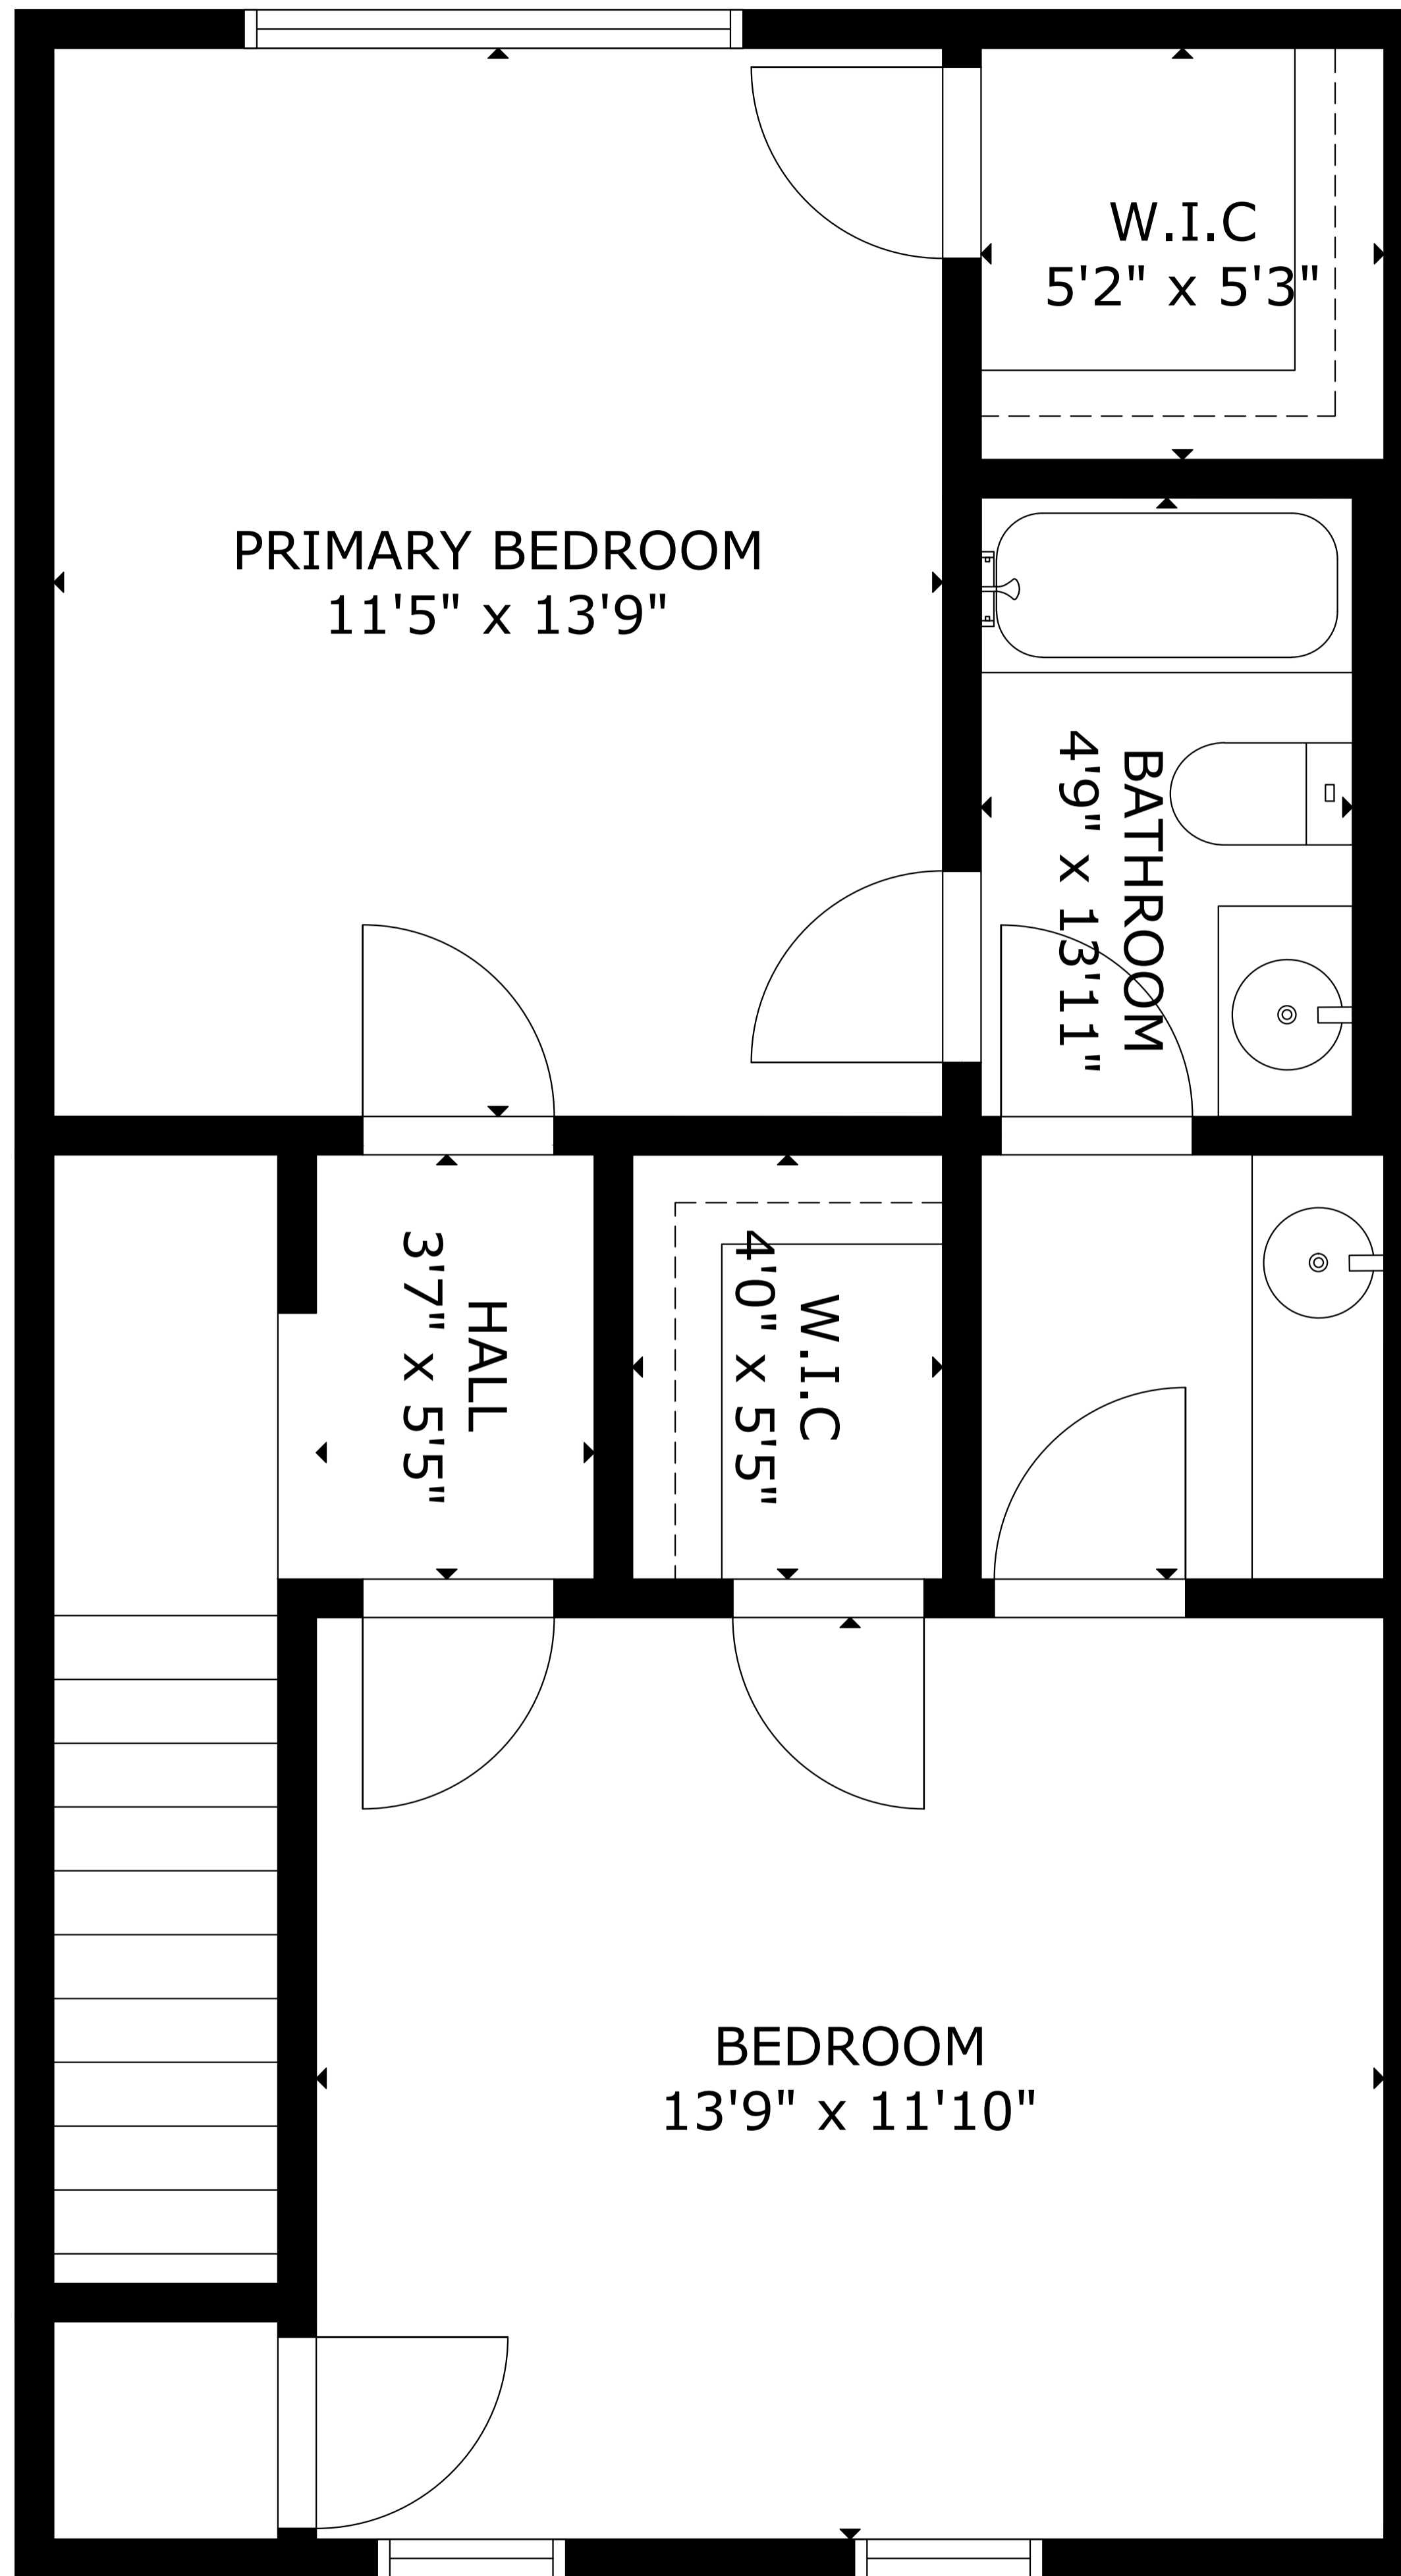 W.I.C
5'2" x 5'3"
PRIMARY BEDROOM
11'5" x 13'9"
BATHROOM
4'9" x 13'11"
HALL
3'7" x 5'5"
W.I.C
4'0" x 5'5"
BEDROOM
13'9" x 11'10"